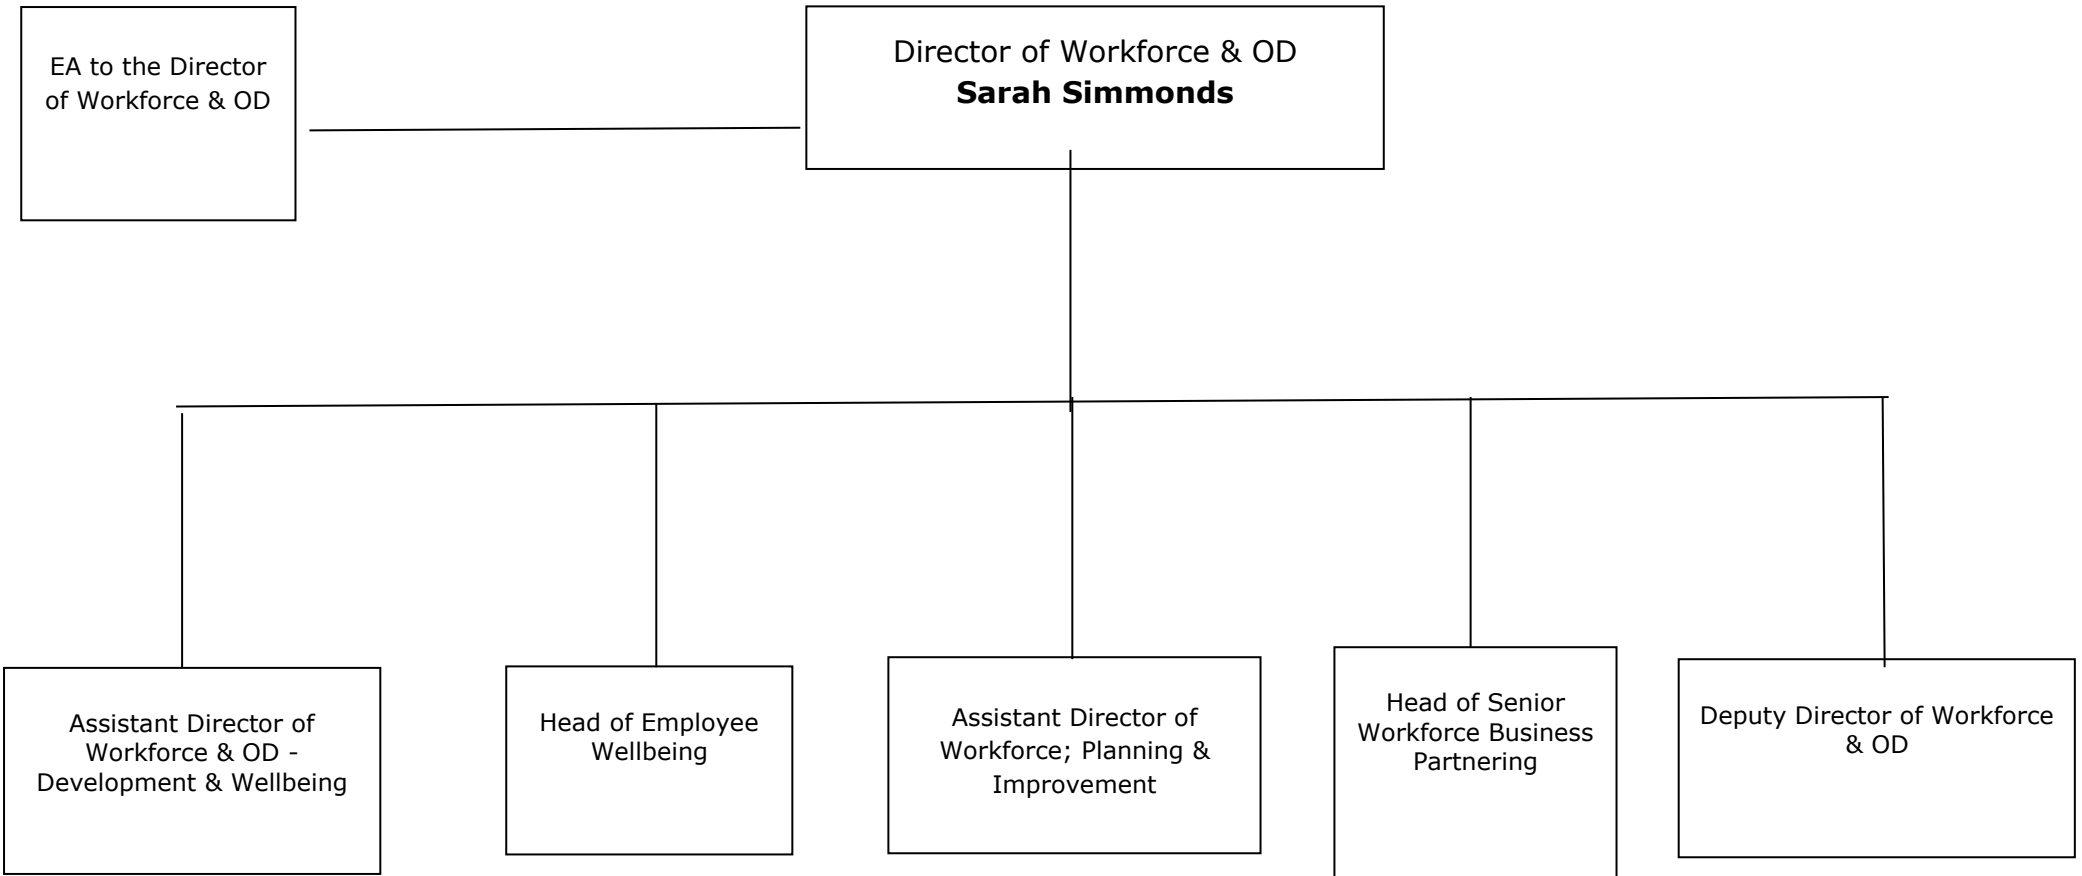 EA to the Director
of Workforce & OD
Director of Workforce & OD
Sarah Simmonds
Assistant Director of
Workforce & OD -
Development & Wellbeing
Head of Employee
Wellbeing
Assistant Director of
Workforce; Planning &
Improvement
Head of Senior
Workforce Business
Partnering
Deputy Director of Workforce
& OD